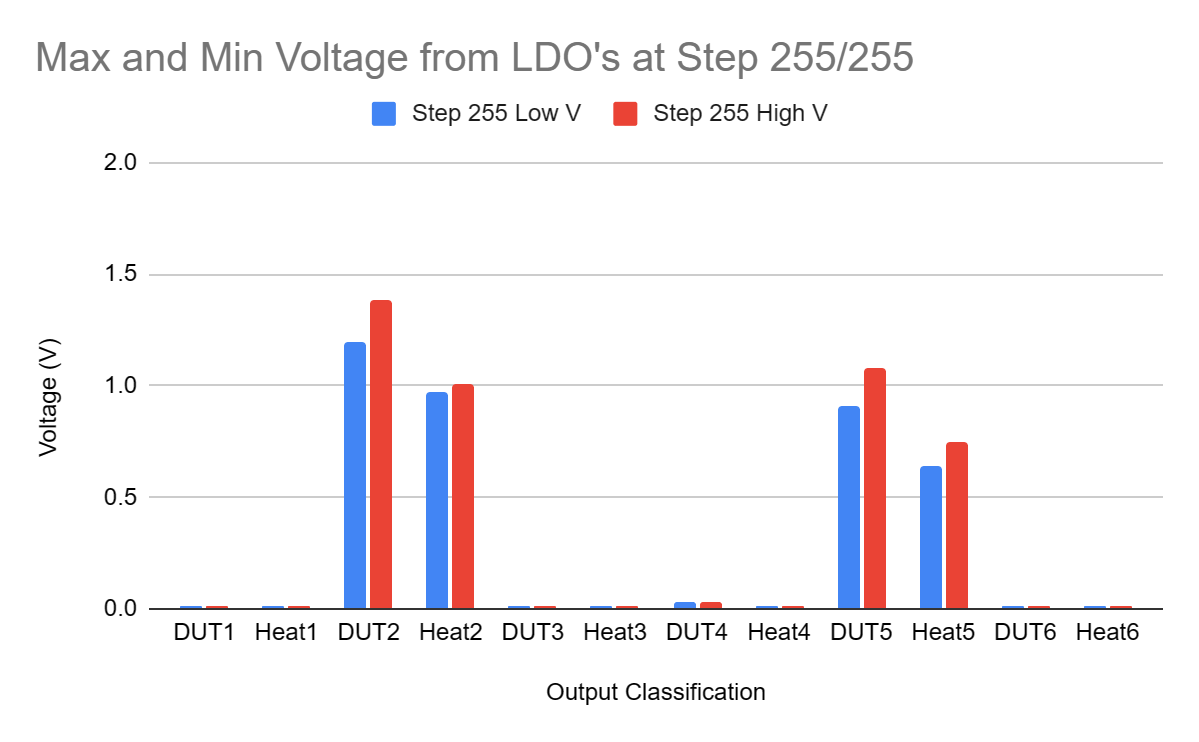 Max and Min Voltage from LDO's at Step 255/255
Step 255 Low V Step 255 High V
2.0
1.5
1.0
0.5
0.0
Voltage (V)
DUT1 Heat1 DUT2 Heat2 DUT3 Heat3 DUT4 Heat4 DUT5 Heat5 DUT6 Heat6
Output Classification